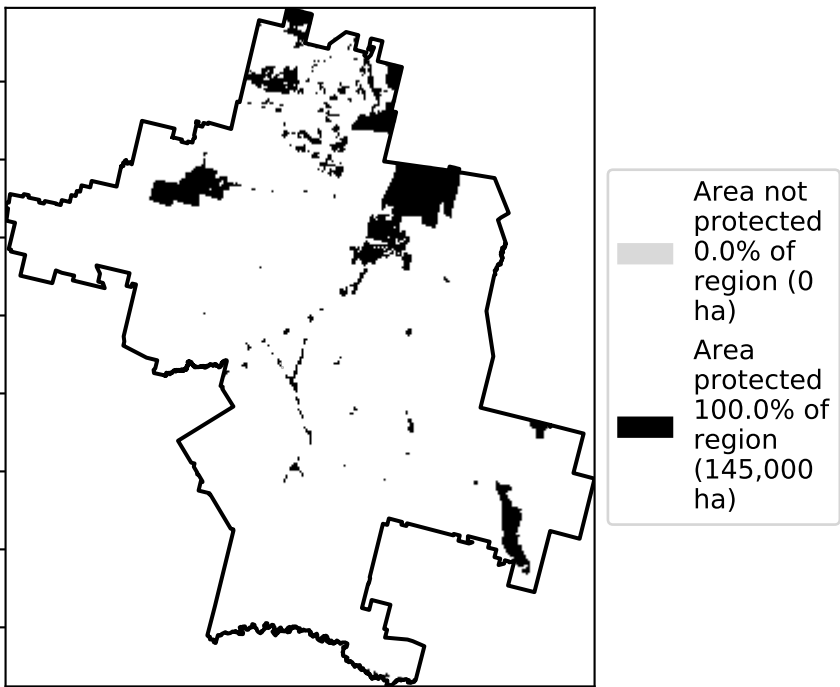 Area not
protected
0.0% of
region (0
ha)
Area
protected
100.0% of
region
(145,000
ha)